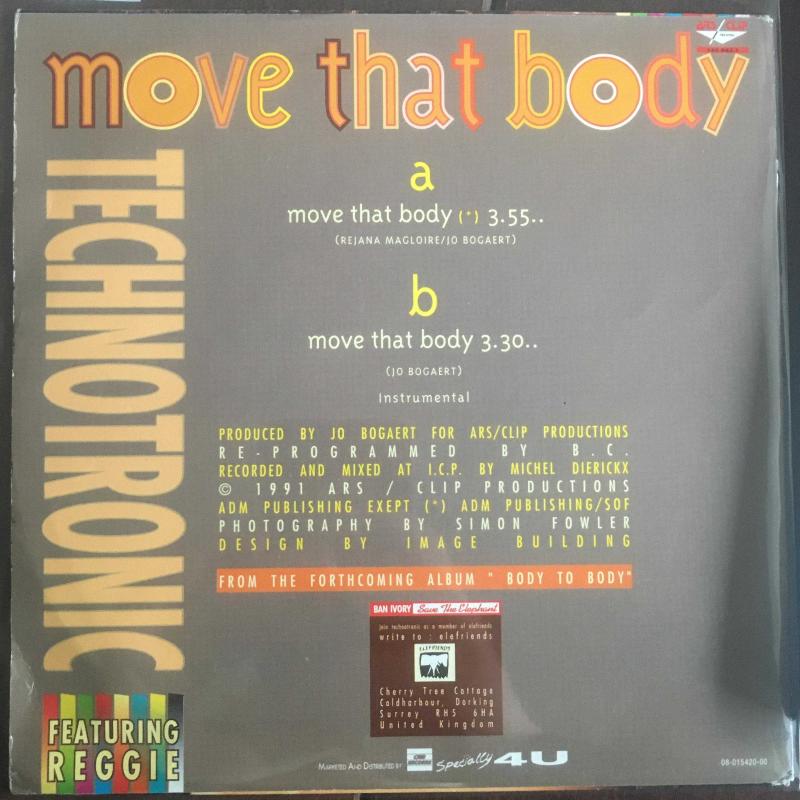 ARS/CLIP
move that body
TECHNOTRONIC
a
move that body (*) 3.55..
(REJANA MAGLOIRE/JO BOGAERT)
b
move that body 3.30..
(JO BOGAERT)
Instrumental
PRODUCED BY JO BOGAERT FOR ARS/CLIP PRODUCTIONS
RE-PROGRAMMED BY B.C.
RECORDED AND MIXED AT I.C.P. BY MICHEL DIERICKX
© 1991 ARS / CLIP PRODUCTIONS
ADM PUBLISHING EXEPT (*) ADM PUBLISHING/SOF
PHOTOGRAPHY BY SIMON FOWLER
DESIGN BY IMAGE BUILDING
FROM THE FORTHCOMING ALBUM " BODY TO BODY"
BAN IVORY Save The Elephant
join technotronic as a member of elefriends
write to : elefriends
ELEFRIENDS
Cherry Tree Cottage
Coldharbour, Dorking
Surrey RH5 6HA
United Kingdom
FEATURING
REGGIE
MARKETED AND DISTRIBUTED BY
Specially 4U
08-015420-00